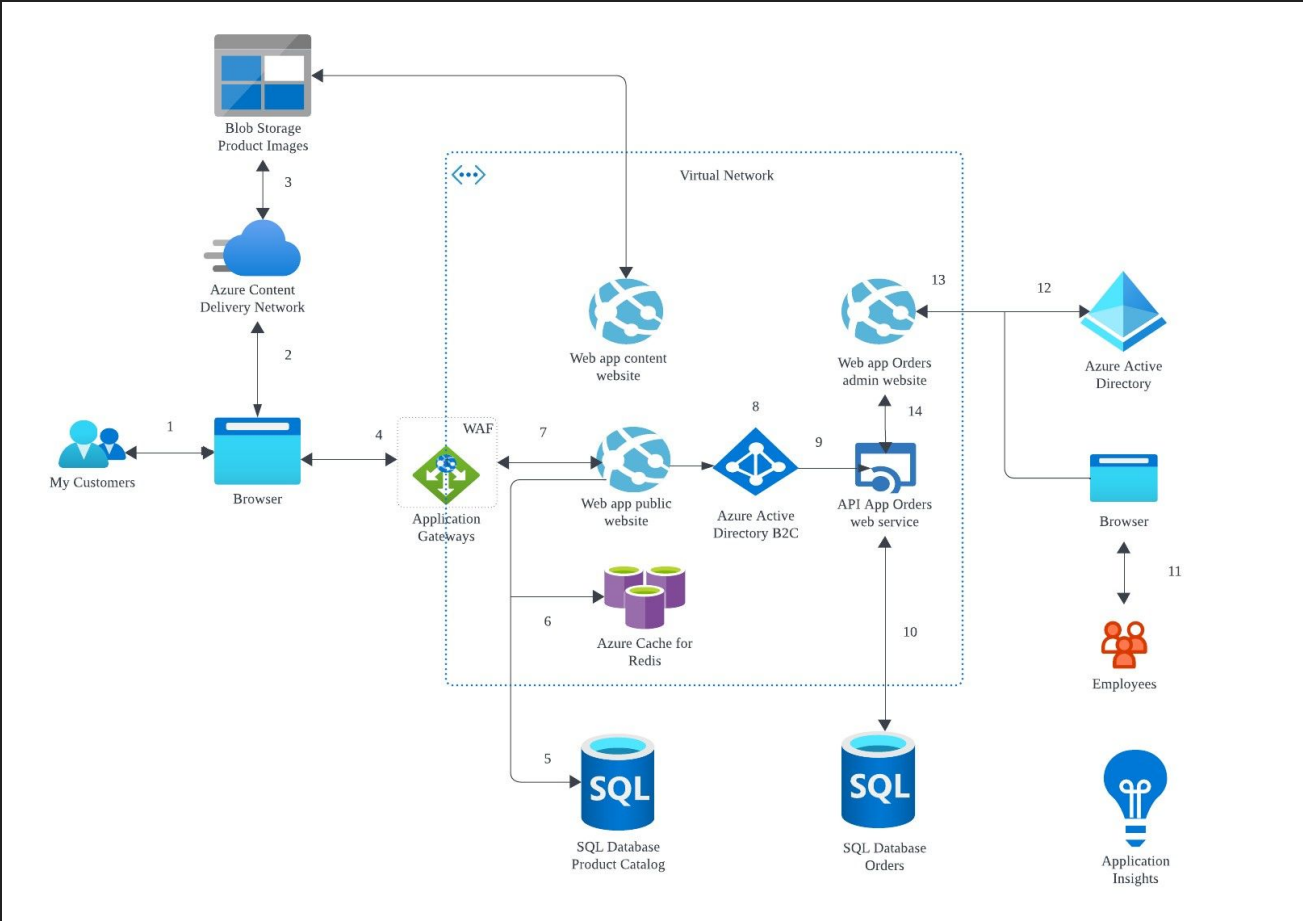 Blob Storage
Product Images
3
Virtual Network
Azure Content
Delivery Network
2
Web app content
website
13
12
Web app Orders
admin website
Azure Active
Directory
1
My Customers
Browser
4
WAF
Application
Gateways
7
Web app public
website
8
Azure Active
Directory B2C
9
14
API App Orders
web service
Browser
11
Employees
6
Azure Cache for
Redis
10
5
SQL
SQL Database
Product Catalog
SQL
SQL Database
Orders
Application
Insights